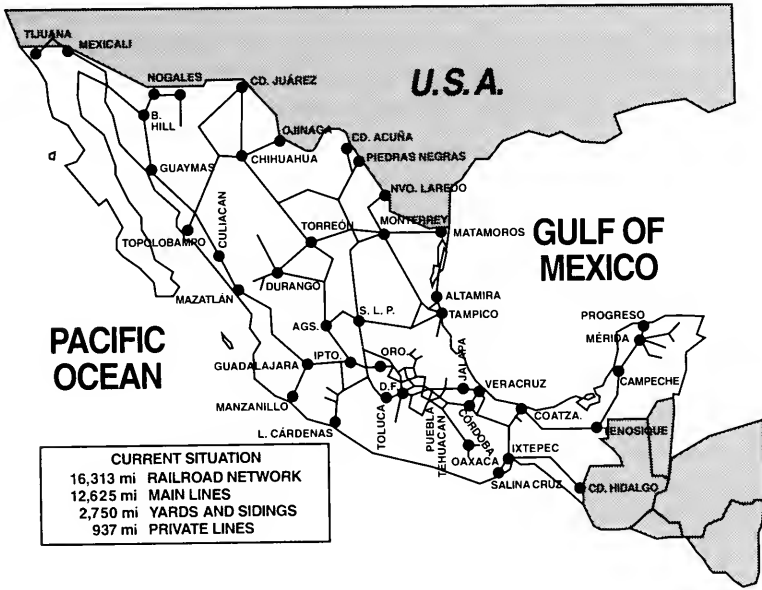 TIJUANA
MEXICALI
NOGALES
CD. JUÁREZ
U.S.A.
B.
HILL
OJINAGA
CD. ACUÑA
CHIHUAHUA
PIEDRAS NEGRAS
GUAYMAS
NVO. LAREDO
CULIACAN
TOPOLOBAMPO
TORREÓN
MONTERREY
MATAMOROS
GULF OF
MEXICO
DURANGO
MAZATLÁN
ALTAMIRA
TAMPICO
AGS.
S.L.P.
PROGRESO
MÉRIDA
PACIFIC
OCEAN
GUADALAJARA
IPTO.
QRO.
D.F.
JALAPA
VERACRUZ
CAMPECHE
MANZANILLO
L. CÁRDENAS
TOLUCA
PUEBLA
TEHUACAN
CÓRDOBA
COATZA.
TENOSIQUE
OAXACA
IXTEPEC
SALINA CRUZ
CD. HIDALGO
CURRENT SITUATION
16,313 mi RAILROAD NETWORK
12,625 mi MAIN LINES
2,750 mi YARDS AND SIDINGS
937 mi PRIVATE LINES